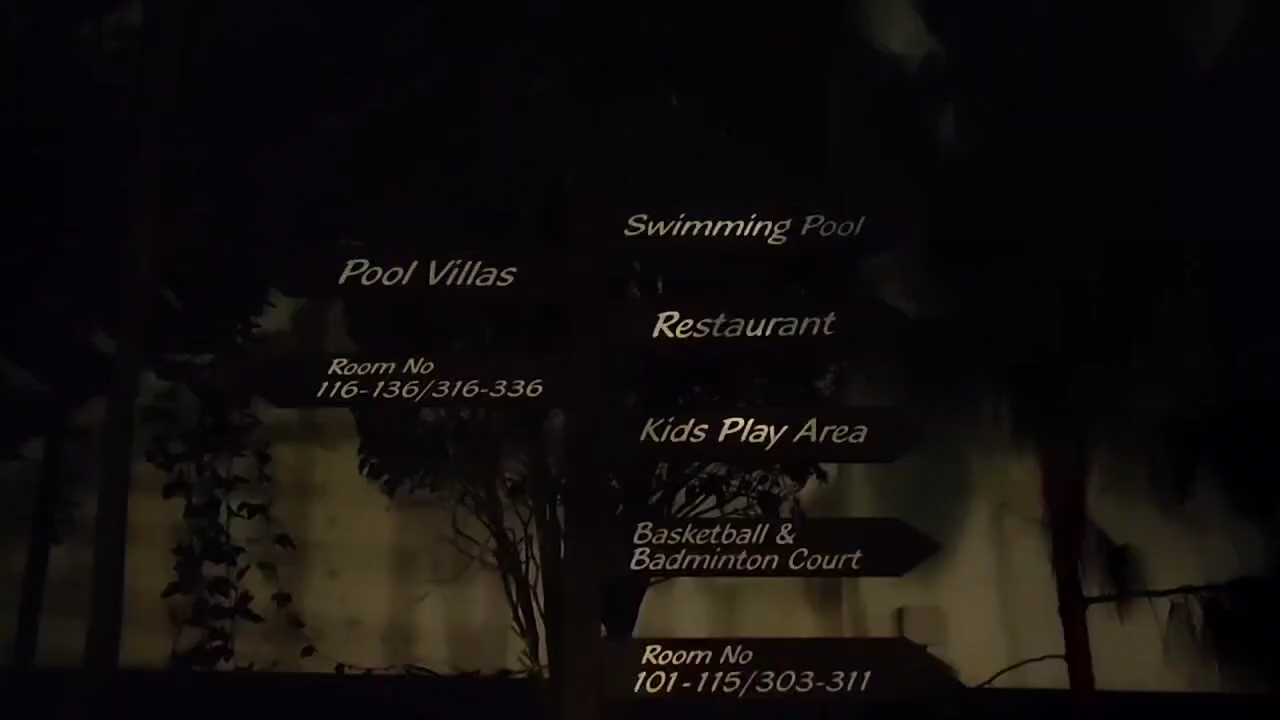 Swimming Pool
Pool Villas
Restaurant
Room No
116-136/316-336
Kids Play Area
Basketball &
Badminton Court
Room No
101-115/303-311